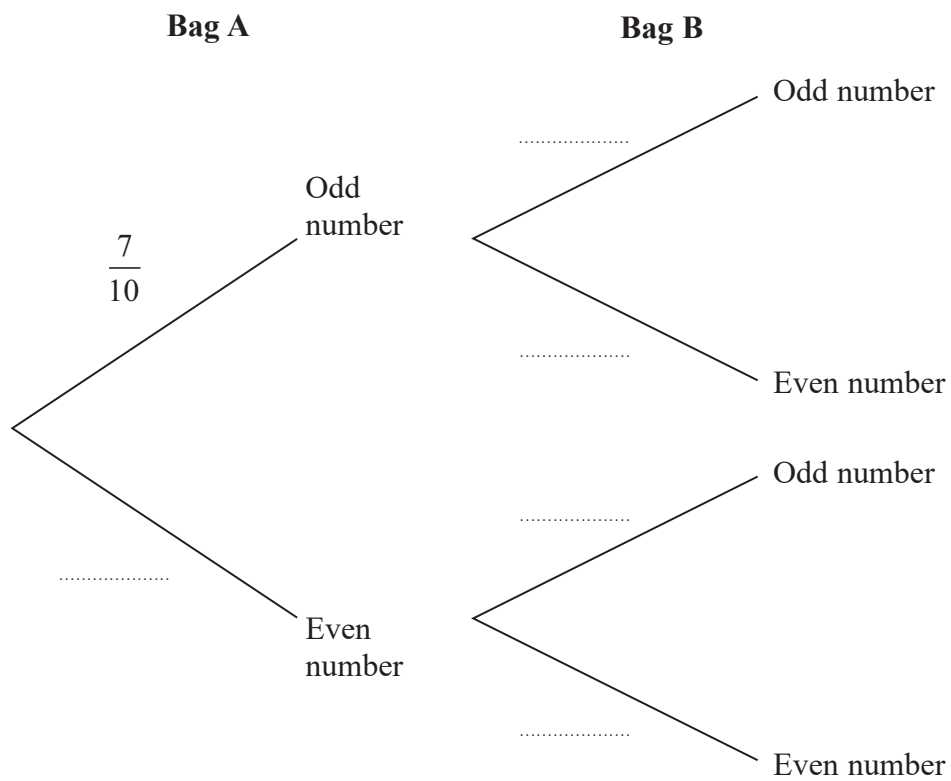 Bag A
Bag B
Odd number
....................
Odd
number
7
10
....................
Even number
Odd number
....................
....................
Even
number
....................
Even number